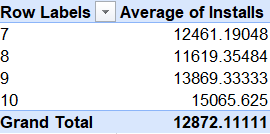 Row Labels Average of Installs
7 12461.19048
8 11619.35484
9 13869.33333
10 15065.625
Grand Total 12872.11111